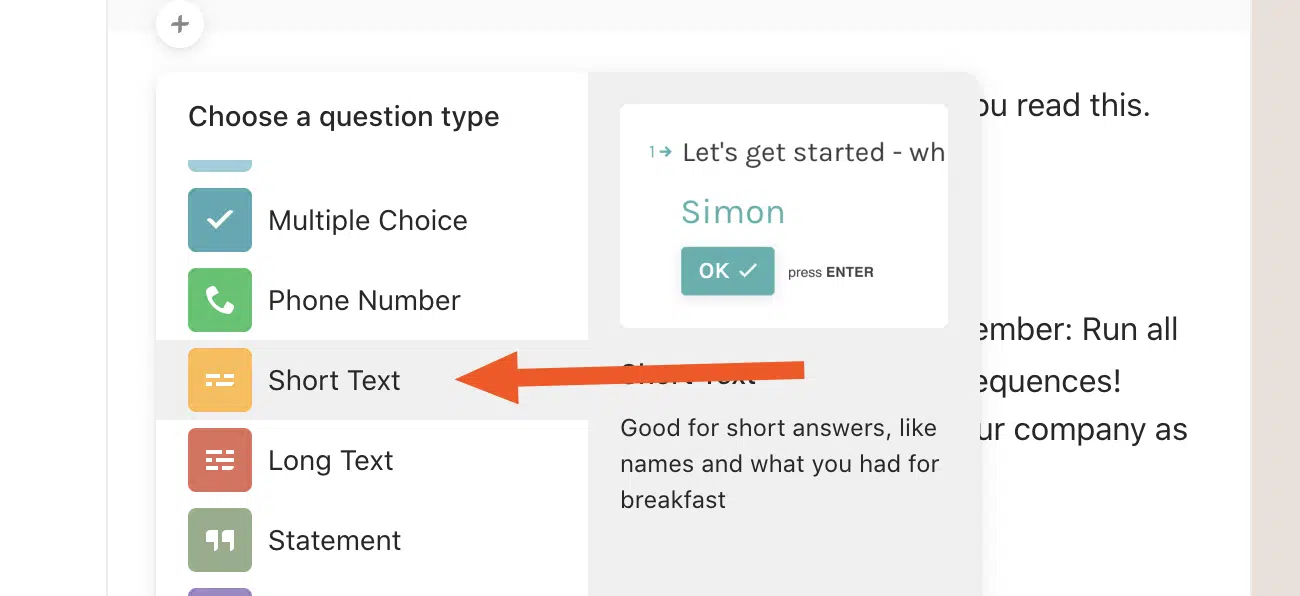 Choose a question type
Multiple Choice
Phone Number
Short Text
Long Text
Statement
1 → Let's get started - wh
Simon
OK ✓
press ENTER
Short Text
Good for short answers, like
names and what you had for
breakfast
ou read this.
ember: Run all
equences!
ur company as